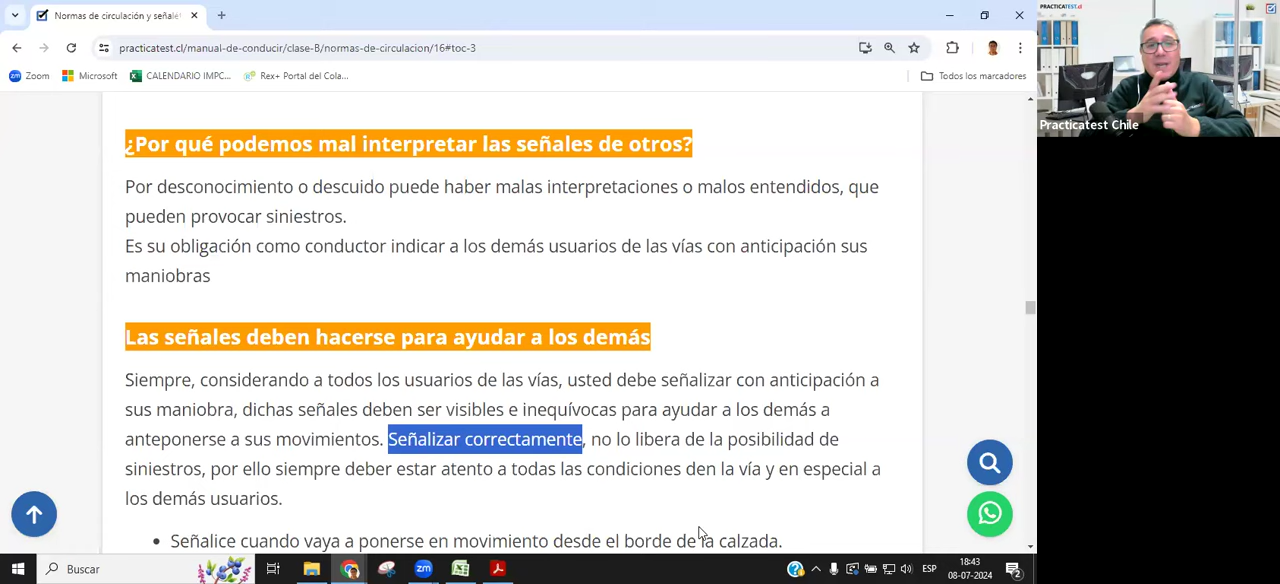 Normas de circulación y señalé
practicatest.cl/manual-de-conducir/clase-B/normas-de-circulacion/16#toc-3
zm Zoom
Microsoft
CALENDARIO IMPC...
Rex+ Portal del Cola...
Todos los marcadores
¿Por qué podemos mal interpretar las señales de otros?
Por desconocimiento o descuido puede haber malas interpretaciones o malos entendidos, que
pueden provocar siniestros.
Es su obligación como conductor indicar a los demás usuarios de las vías con anticipación sus
maniobras
Las señales deben hacerse para ayudar a los demás
Siempre, considerando a todos los usuarios de las vías, usted debe señalizar con anticipación a
sus maniobra, dichas señales deben ser visibles e inequívocas para ayudar a los demás a
anteponerse a sus movimientos. Señalizar correctamente, no lo libera de la posibilidad de
siniestros, por ello siempre deber estar atento a todas las condiciones den la vía y en especial a
los demás usuarios.
• Señalice cuando vaya a ponerse en movimiento desde el borde de la calzada.
PRACTICATEST.cl
Practicatest Chile
Buscar
zm
ESP
18:43
08-07-2024
2